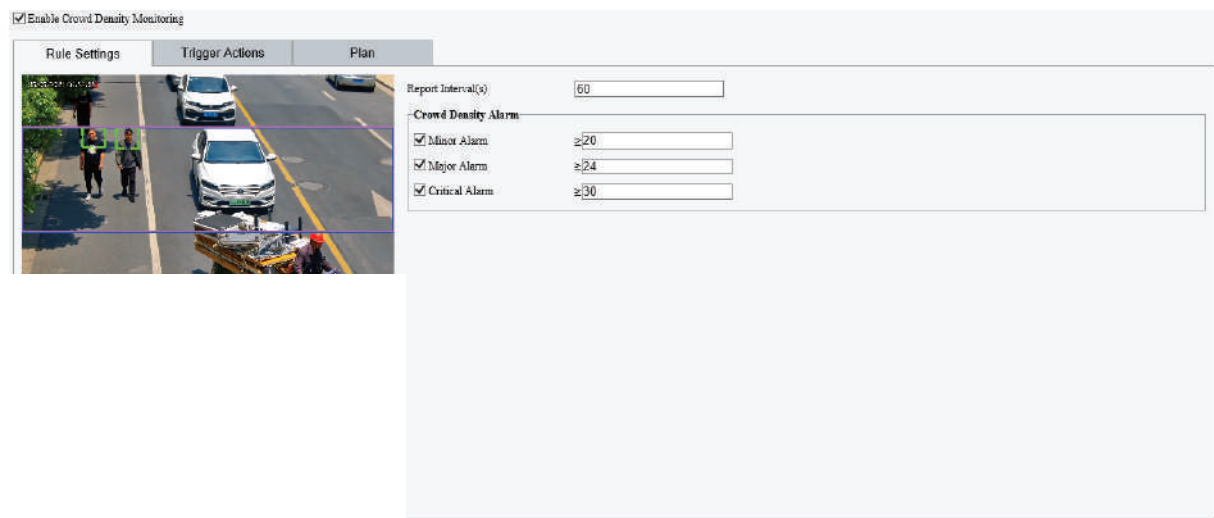 Enable Crowd Density Monitoring
Rule Settings Trigger Actions Plan
Report Interval(s) 60
Crowd Density Alarm
Minor Alarm ≥20
Major Alarm ≥24
Critical Alarm ≥30